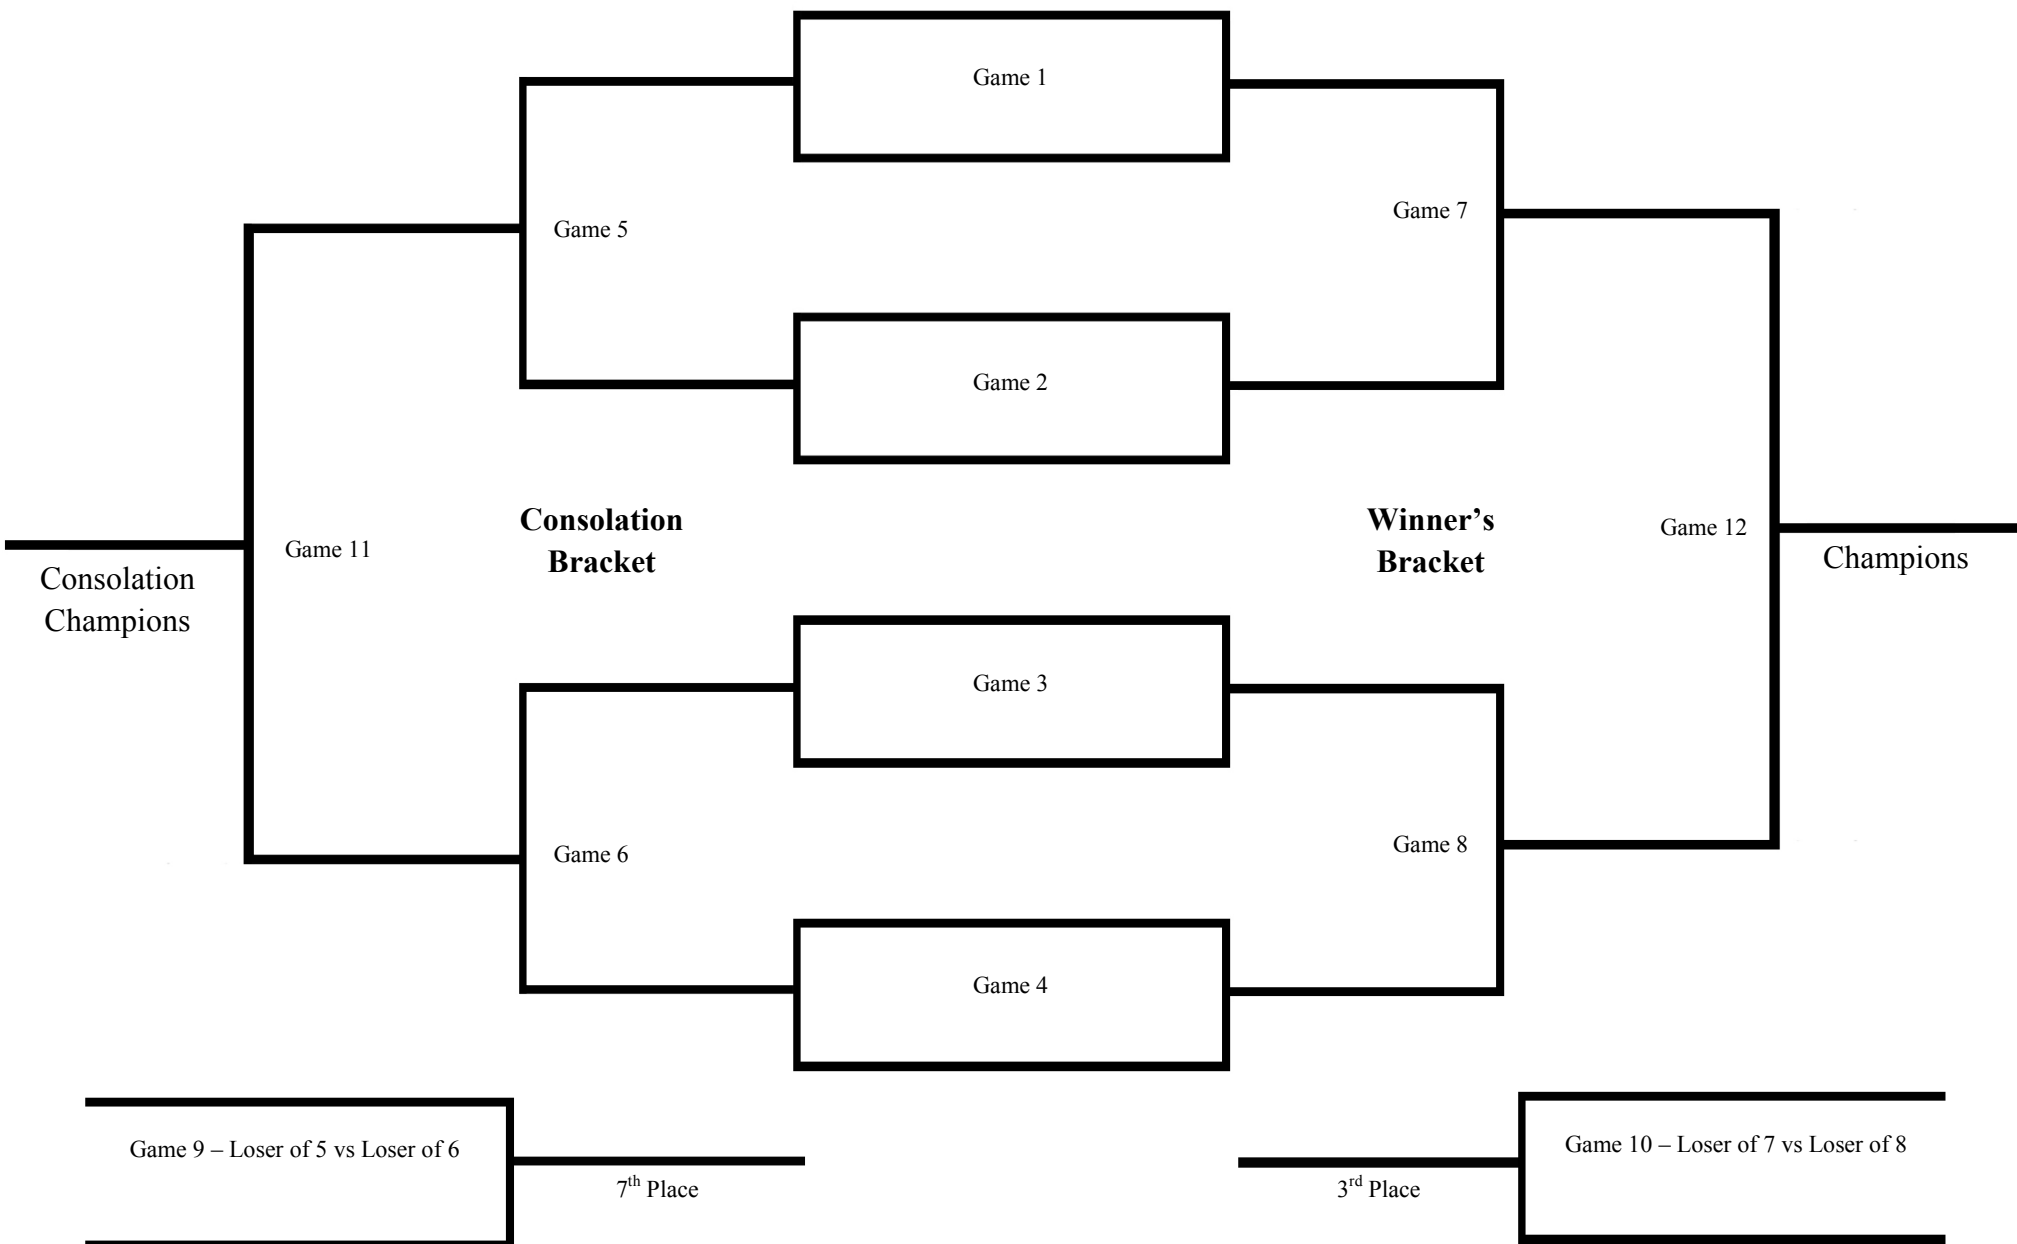 Game 1
Game 5
Game 7
Game 2
Consolation
Bracket
Winner’s
Bracket
Game 11
Game 12
Consolation
Champions
Champions
Game 3
Game 6
Game 8
Game 4
Game 9 – Loser of 5 vs Loser of 6
7th Place
Game 10 – Loser of 7 vs Loser of 8
3rd Place